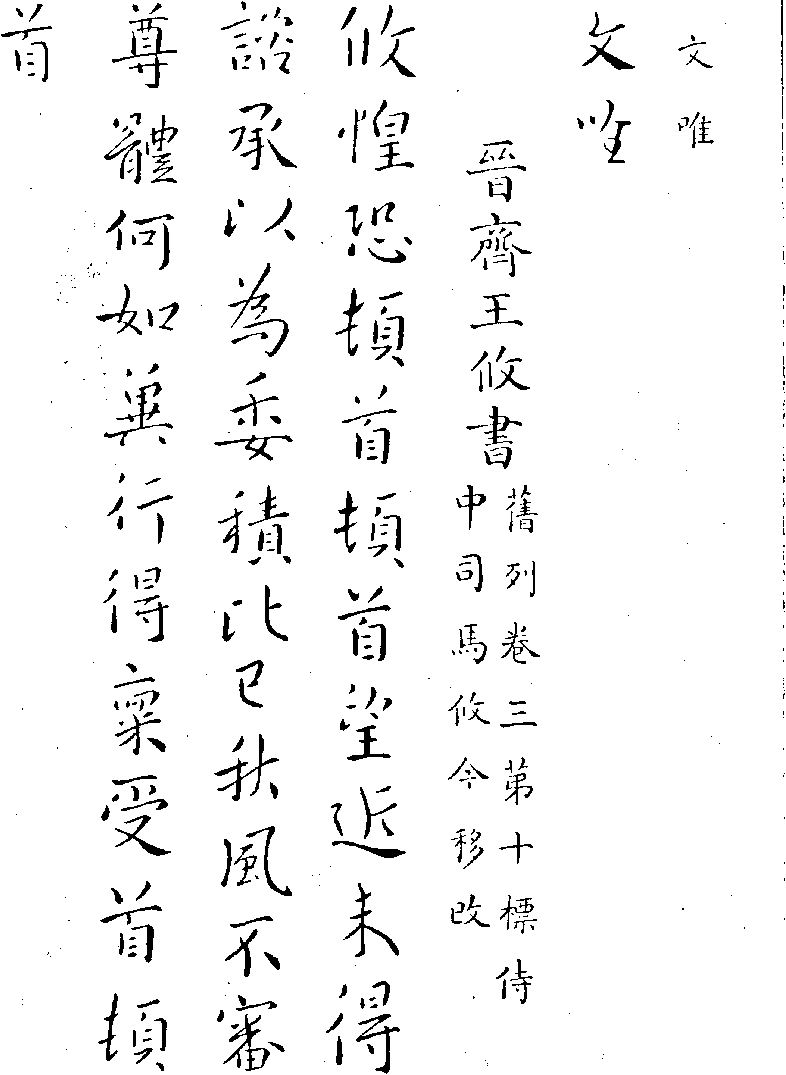 文唯
文唯
晉齊王攸書
舊列卷三第十標侍
中司馬攸今移改
攸惶恐頓首頓首望近未得
諮承以為委積比已秋風不審
尊體何如冀行得稟受首頓
首